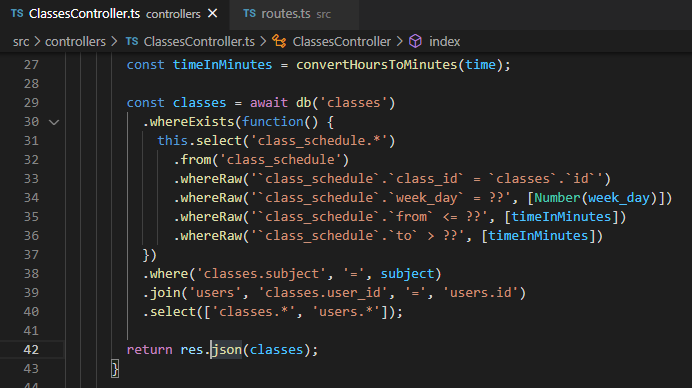 TS ClassesController.ts controllers X TS routes.ts src
src > controllers > TS ClassesController.ts > ClassesController > index
27 const timeInMinutes = convertHoursToMinutes(time);
28
29 const classes = await db('classes')
30 .whereExists(function() {
31 this.select('class_schedule.*')
32 .from('class_schedule')
33 .whereRaw('`class_schedule`.`class_id` = `classes`.`id`')
34 .whereRaw('`class_schedule`.`week_day` = ??', [Number(week_day)])
35 .whereRaw('`class_schedule`.`from` <= ??', [timeInMinutes])
36 .whereRaw('`class_schedule`.`to` > ??', [timeInMinutes])
37 })
38 .where('classes.subject', '=', subject)
39 .join('users', 'classes.user_id', '=', 'users.id')
40 .select(['classes.*', 'users.*']);
41
42 return res.json(classes);
43 }